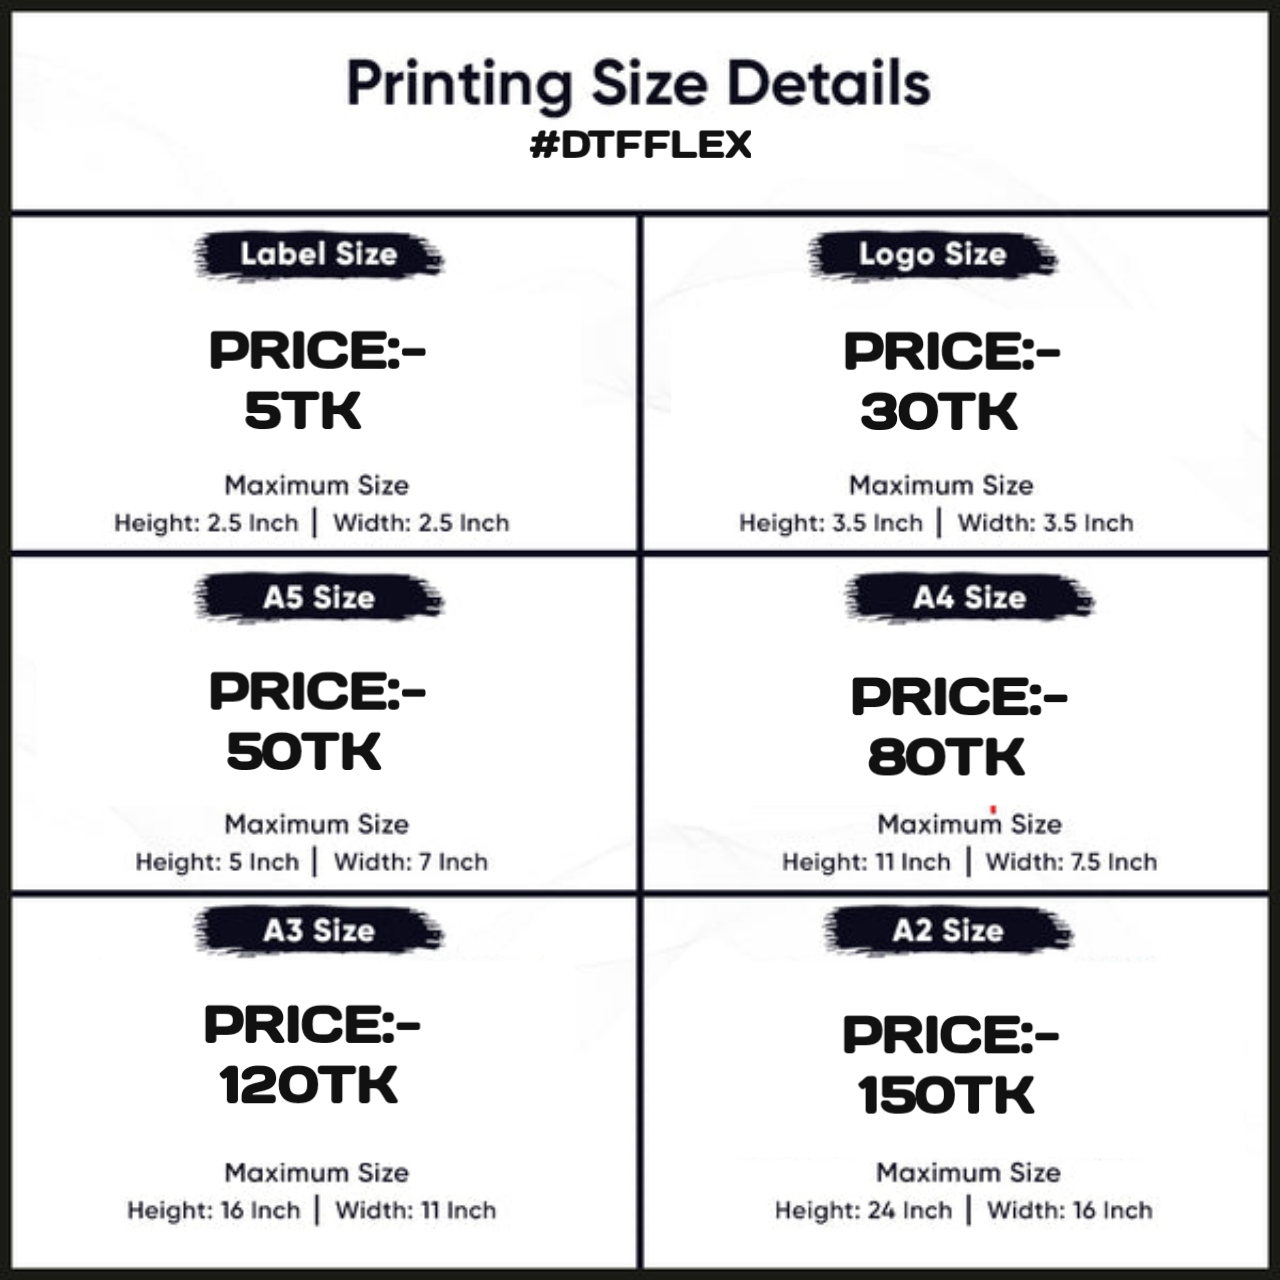 Printing Size Details
#DTFFLEX
Label Size
PRICE:-
5TK
Maximum Size
Height: 2.5 Inch | Width: 2.5 Inch
Logo Size
PRICE:-
30TK
Maximum Size
Height: 3.5 Inch | Width: 3.5 Inch
A5 Size
PRICE:-
50TK
Maximum Size
Height: 5 Inch | Width: 7 Inch
A4 Size
PRICE:-
80TK
Maximum Size
Height: 11 Inch | Width: 7.5 Inch
A3 Size
PRICE:-
120TK
Maximum Size
Height: 16 Inch | Width: 11 Inch
A2 Size
PRICE:-
150TK
Maximum Size
Height: 24 Inch | Width: 16 Inch